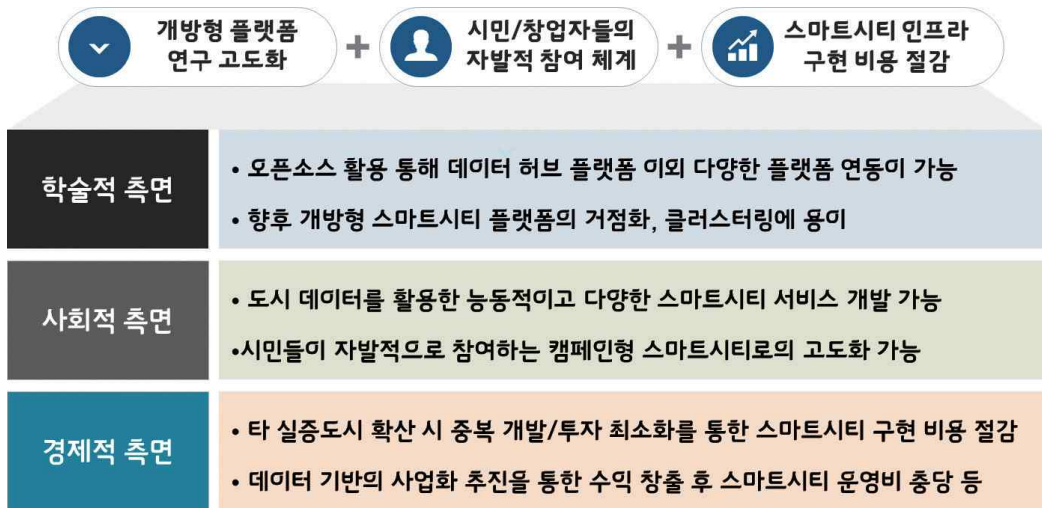 개방형 플랫폼
연구 고도화
+
시민/창업자들의
자발적 참여 체계
+
스마트시티 인프라
구현 비용 절감
학술적 측면
• 오픈소스 활용 통해 데이터 허브 플랫폼 이외 다양한 플랫폼 연동이 가능
• 향후 개방형 스마트시티 플랫폼의 거점화, 클러스터링에 용이
사회적 측면
• 도시 데이터를 활용한 능동적이고 다양한 스마트시티 서비스 개발 가능
•시민들이 자발적으로 참여하는 캠페인형 스마트시티로의 고도화 가능
경제적 측면
• 타 실증도시 확산 시 중복 개발/투자 최소화를 통한 스마트시티 구현 비용 절감
• 데이터 기반의 사업화 추진을 통한 수익 창출 후 스마트시티 운영비 충당 등